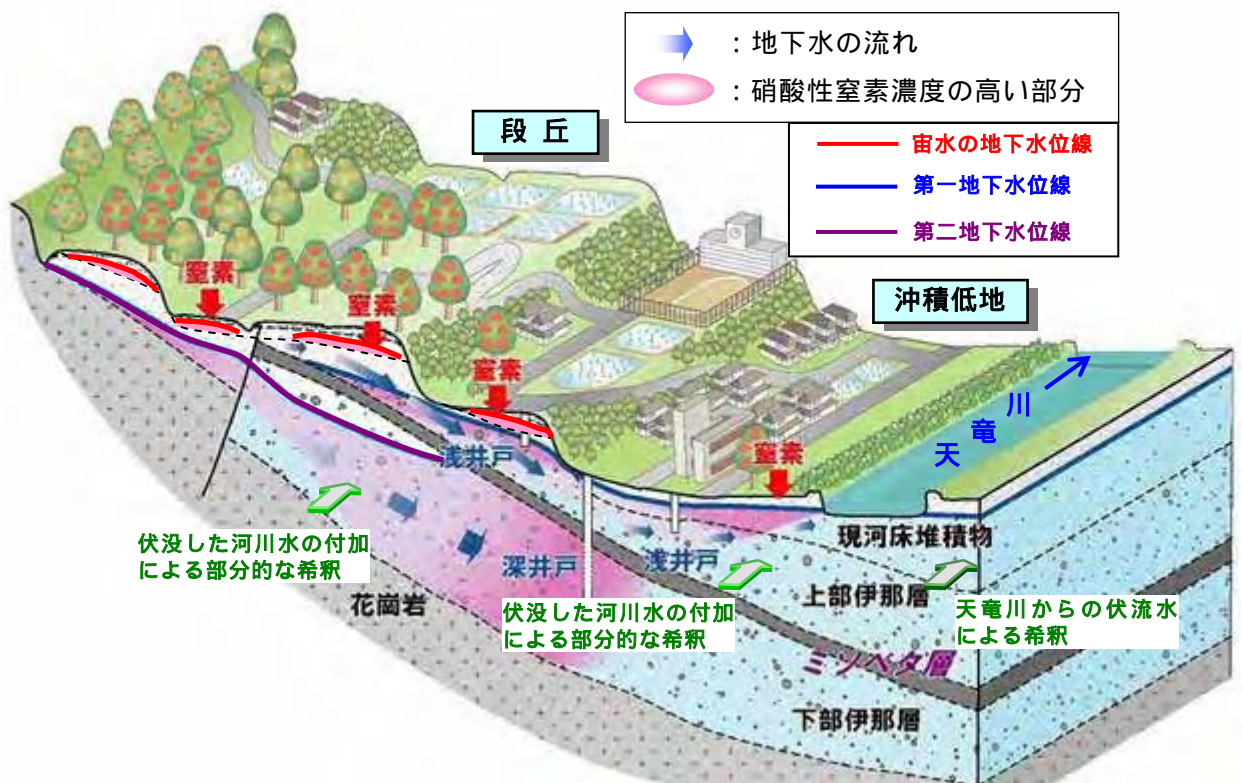 ：地下水の流れ
：硝酸性窒素濃度の高い部分
段 丘
宙水の地下水位線
第一地下水位線
第二地下水位線
沖積低地
窒素
窒素
窒素
窒素
天竜川
浅井戸
現河床堆積物
伏没した河川水の付加
による部分的な希釈
深井戸
浅井戸
花崗岩
伏没した河川水の付加
による部分的な希釈
上部伊那層
天竜川からの伏流水
による希釈
ミソベタ層
下部伊那層